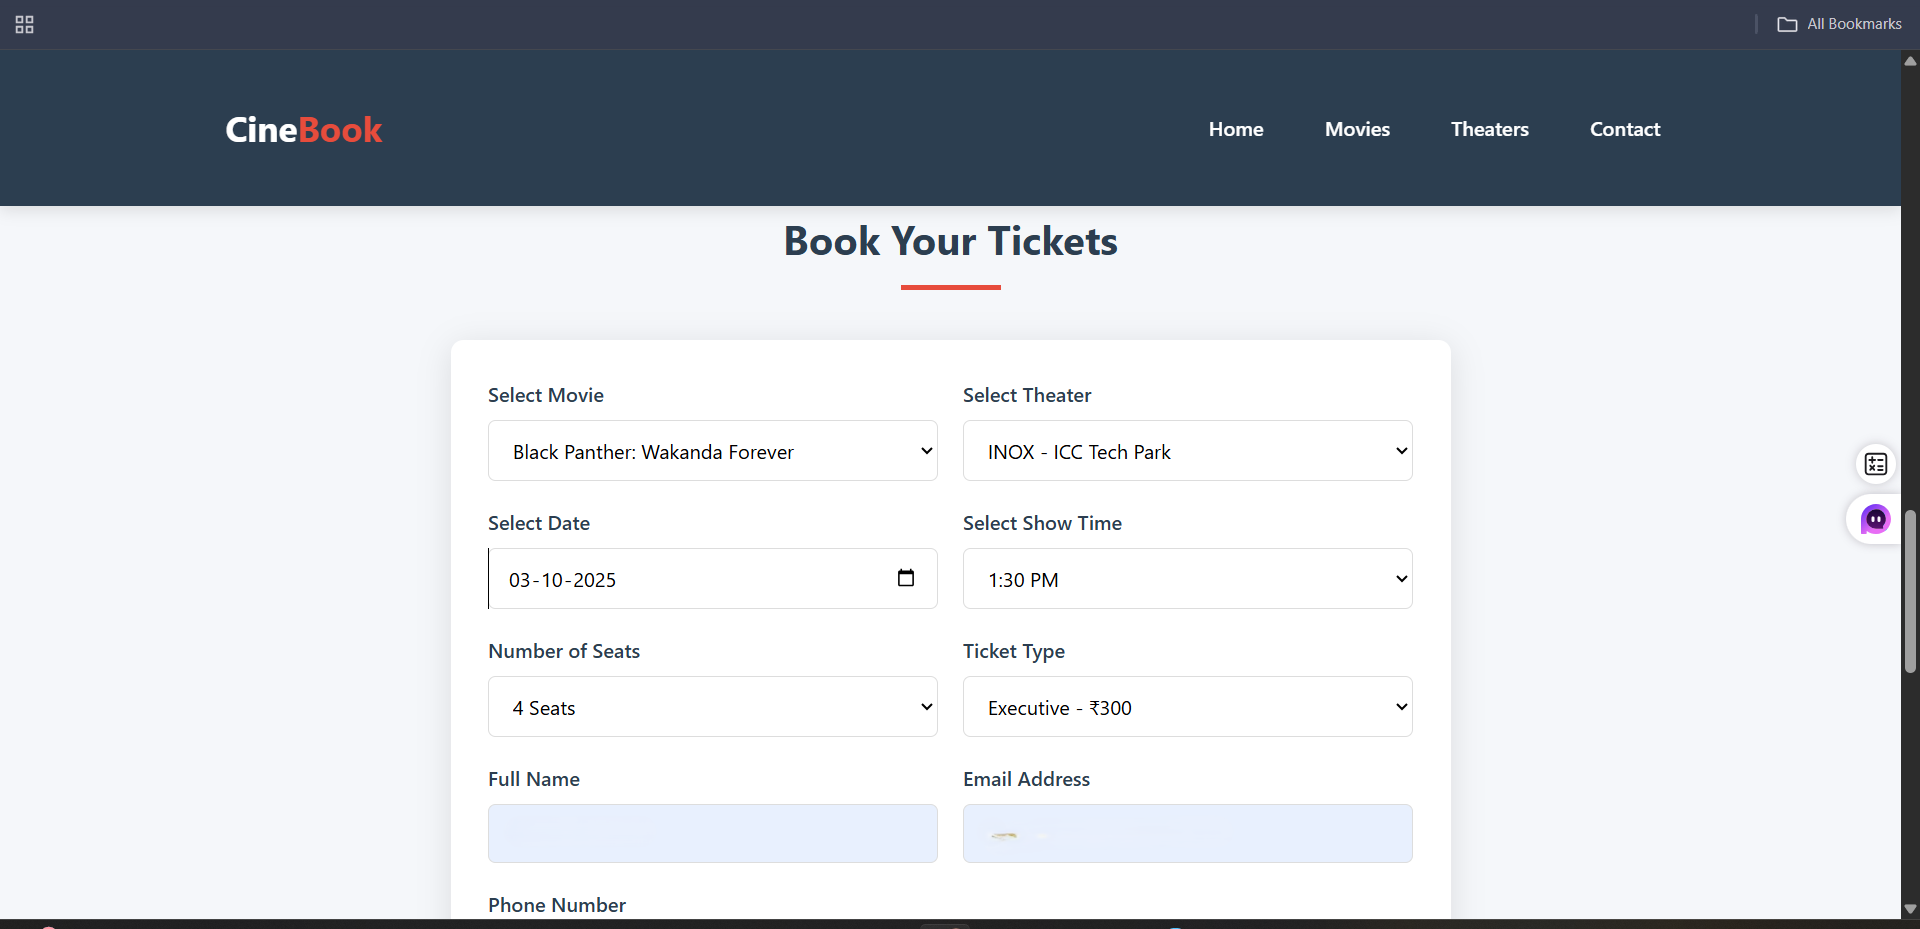 All Bookmarks
CineBook
Home Movies Theaters Contact
Book Your Tickets
Select Movie Select Theater
Black Panther: Wakanda Forever INOX - ICC Tech Park
Select Date Select Show Time
03-10-2025 1:30 PM
Number of Seats Ticket Type
4 Seats Executive - ₹300
Full Name Email Address
Phone Number